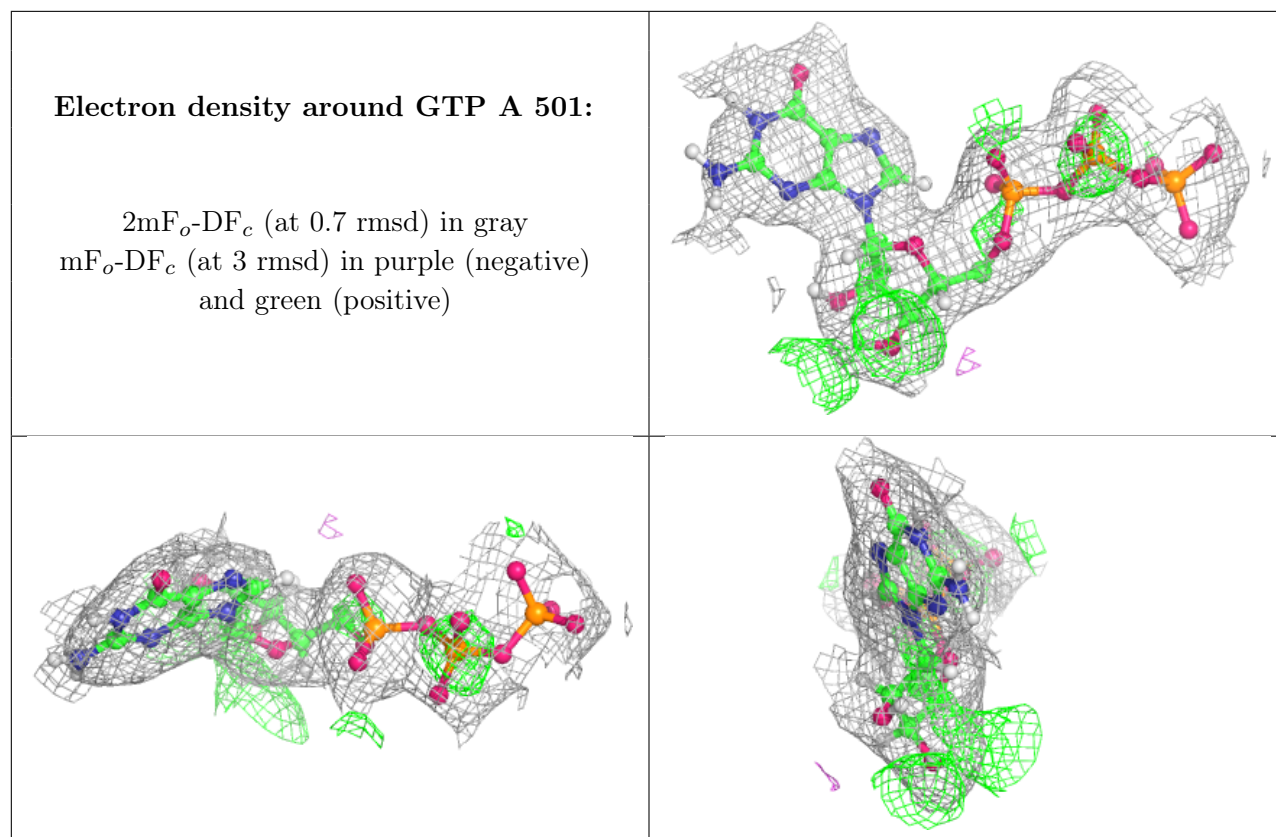 Electron density around GTP A 501:
2mFₒ-DF𝒸 (at 0.7 rmsd) in gray
mFₒ-DF𝒸 (at 3 rmsd) in purple (negative)
and green (positive)